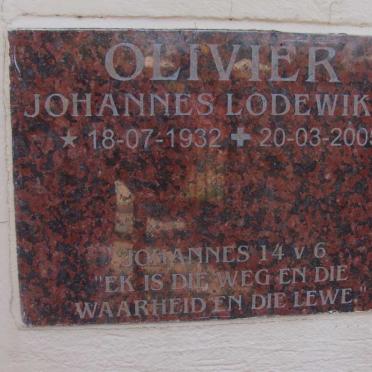 OLIVIER
JOHANNES LODEWIK
★ 18-07-1932 ✚ 20-03-2005
JOHANNES 14 v 6
"EK IS DIE WEG EN DIE
WAARHEID EN DIE LEWE."